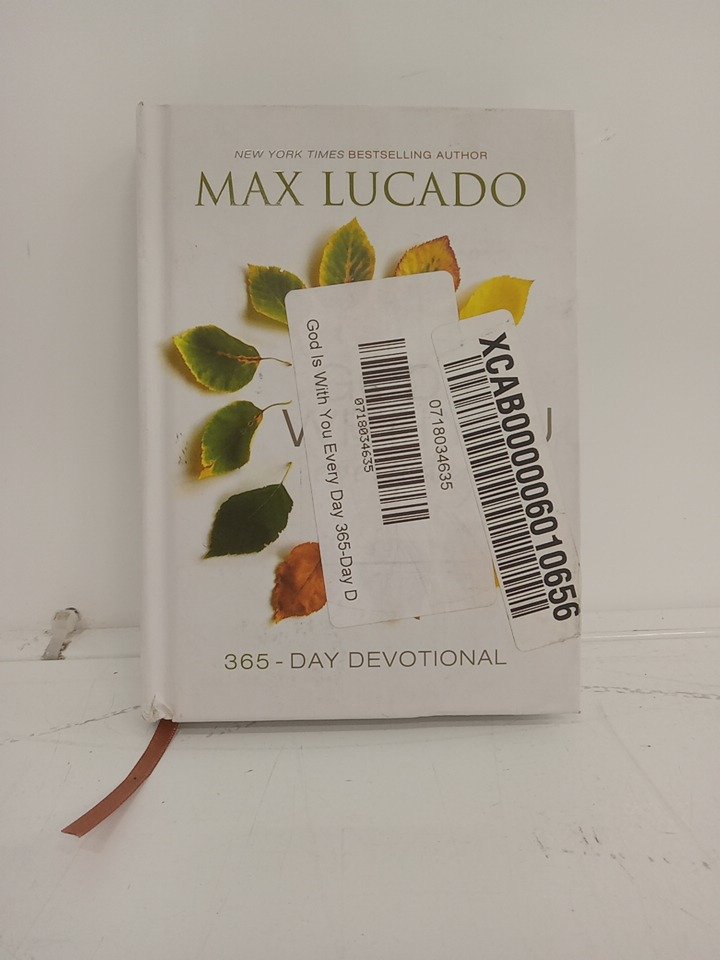 NEW YORK TIMES BESTSELLING AUTHOR
MAX LUCADO
God Is With You Every Day 365-Day D
0718034635
0718034635
XCAB000006010656
365-DAY DEVOTIONAL